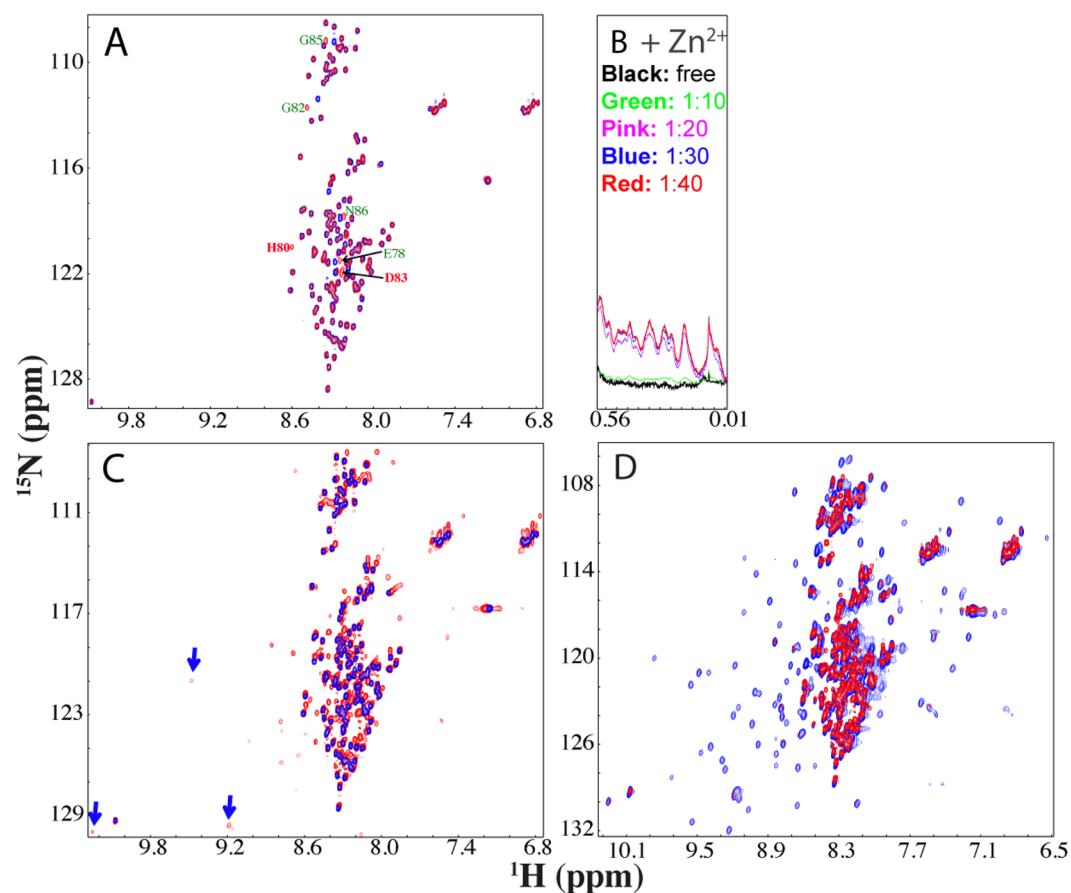 A
G85
G82
N86
H80
E78
D83
110
116
122
128
9.8
9.2
8.6
8.0
7.4
6.8
B + Zn²⁺
Black: free
Green: 1:10
Pink: 1:20
Blue: 1:30
Red: 1:40
0.56
0.01
¹⁵N (ppm)
C
111
117
123
129
9.8
9.2
8.6
8.0
7.4
6.8
D
108
114
120
126
132
10.1
9.5
8.9
8.3
7.7
7.1
6.5
¹H (ppm)